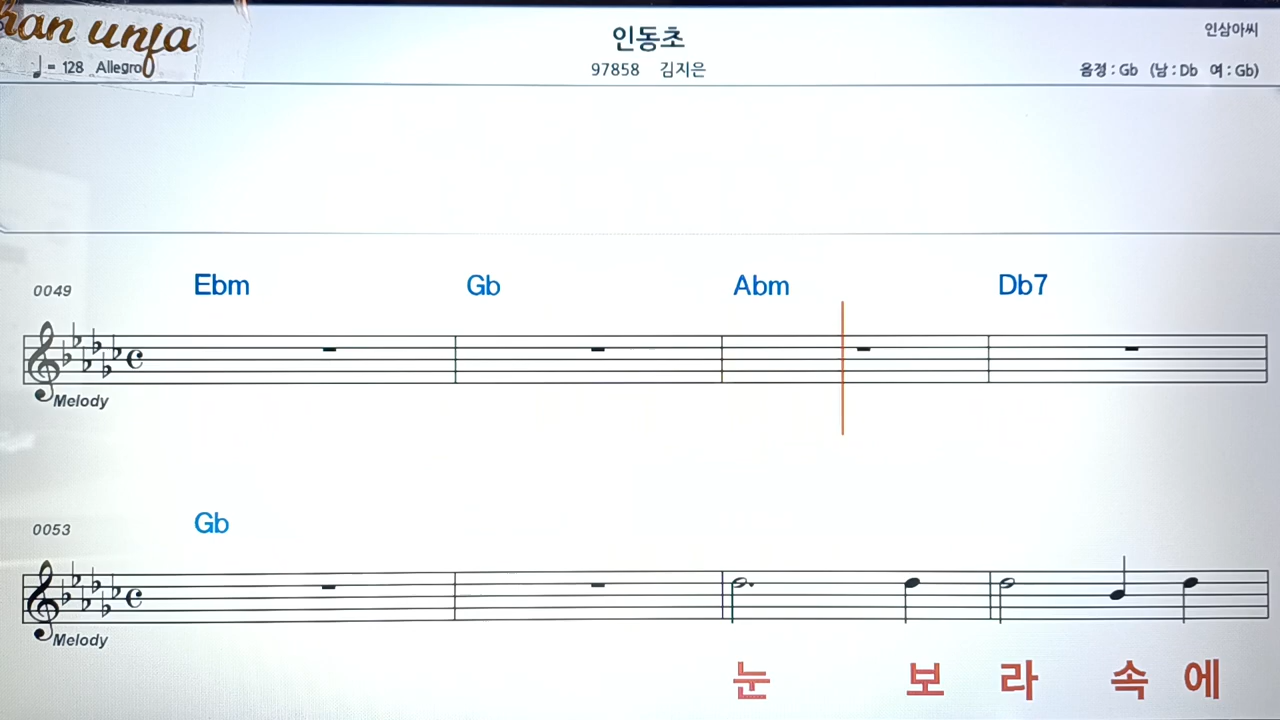 han unfa
인동초
인삼아씨
♩= 128 Allegro
97858 김지은
음정 : Gb (남 : Db 여 : Gb)
Ebm Gb Abm Db7
0049
Melody
Gb
0053
Melody
눈 보 라 속 에